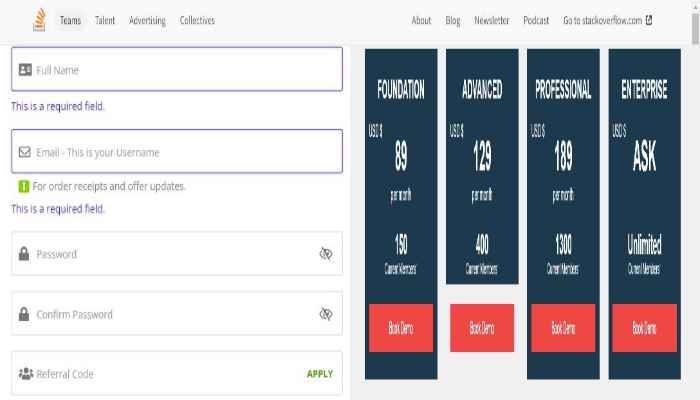 Teams Talent Advertising Collectives About Blog Newsletter Podcast Go to stackoverflow.com
Full Name
This is a required field.
Email - This is your Username
For order receipts and offer updates.
This is a required field.
Password
Confirm Password
Referral Code APPLY
FOUNDATION
USD $
89
per month
150
Current Members*
Book Demo
ADVANCED
USD $
129
per month
400
Current Members*
Book Demo
PROFESSIONAL
USD $
189
per month
1300
Current Members*
Book Demo
ENTERPRISE
USD $
ASK
Unlimited
Current Members*
Book Demo